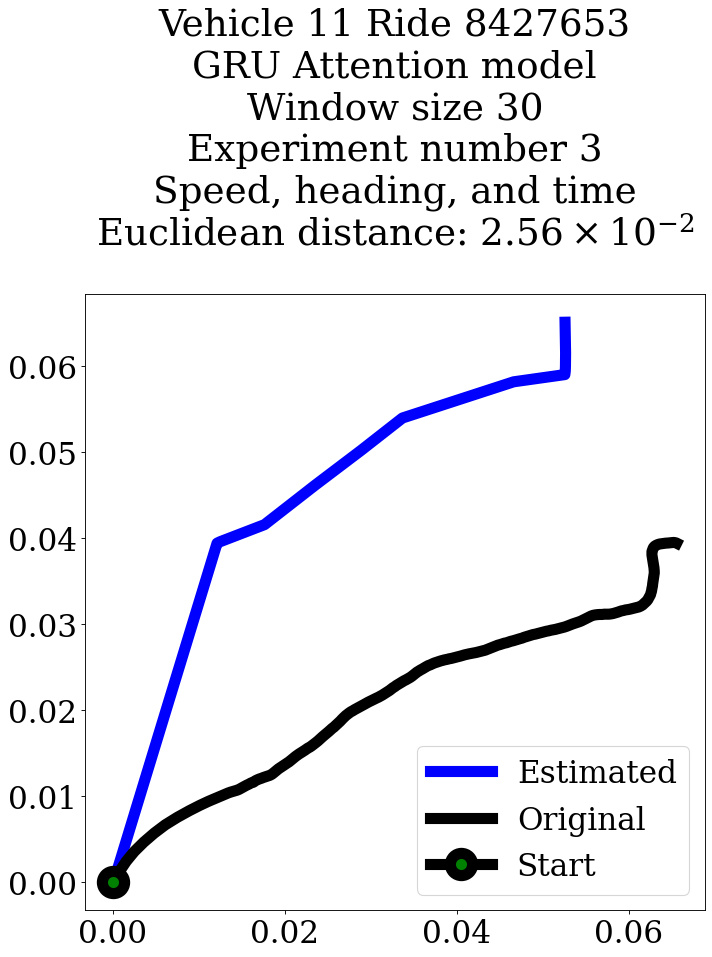 Vehicle 11 Ride 8427653
GRU Attention model
Window size 30
Experiment number 3
Speed, heading, and time
Euclidean distance: 2.56 × 10⁻²
0.06
0.05
0.04
0.03
0.02
0.01
0.00
Estimated
Original
Start
0.00 0.02 0.04 0.06